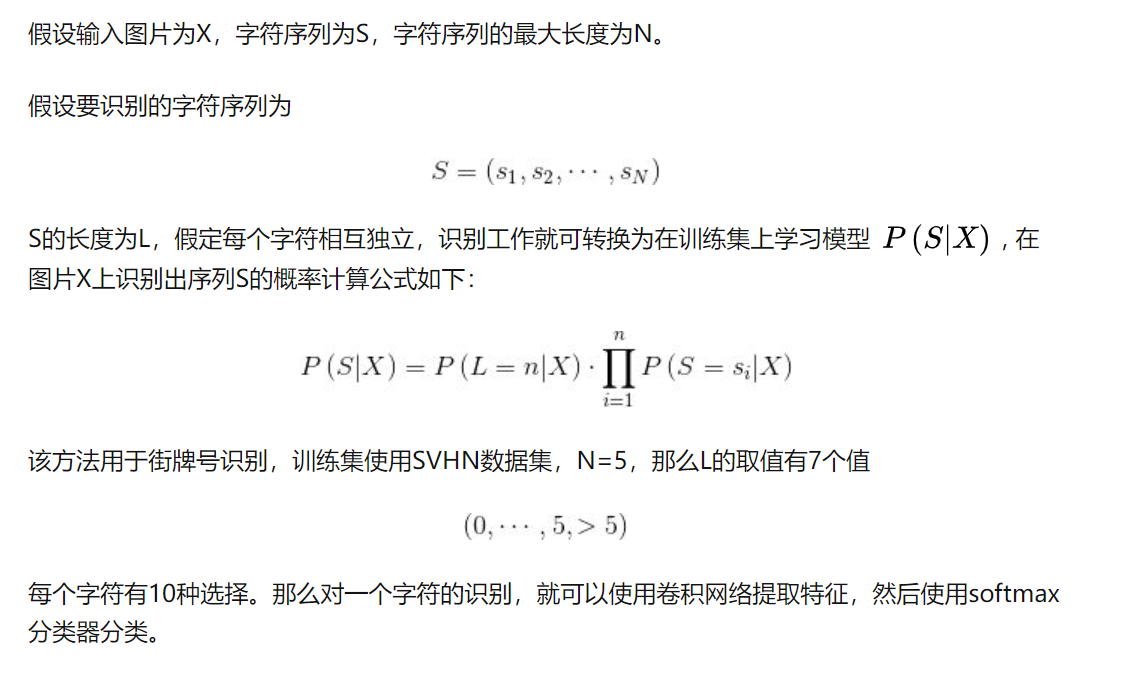 假设输入图片为X，字符序列为S，字符序列的最大长度为N。
假设要识别的字符序列为
S = (s₁, s₂, ⋯ , s_N)
S的长度为L，假定每个字符相互独立，识别工作就可转换为在训练集上学习模型 P(S|X) , 在
图片X上识别出序列S的概率计算公式如下：
P(S|X) = P(L = n|X) · ∏_{i=1}^{n} P(S = s_i|X)
该方法用于街牌号识别，训练集使用SVHN数据集，N=5，那么L的取值有7个值
(0, ⋯ , 5, > 5)
每个字符有10种选择。那么对一个字符的识别，就可以使用卷积网络提取特征，然后使用softmax
分类器分类。